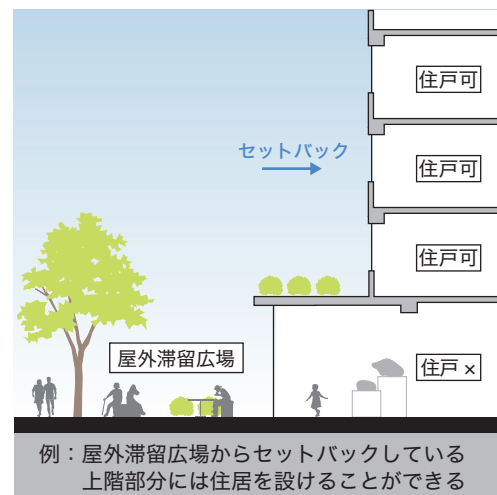 住戸可
セットバック
住戸可
住戸可
屋外滞留広場
住戸×
例：屋外滞留広場からセットバックしている
上階部分には住居を設けることができる